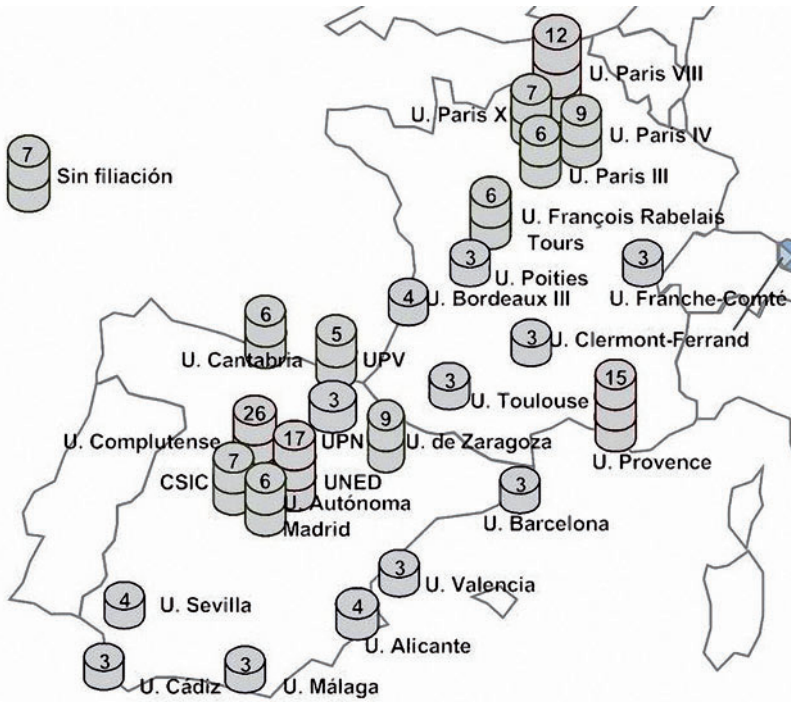 12
U. Paris VIII
7
U. Paris X
9
U. Paris IV
6
U. Paris III
7
Sin filiación
6
U. François Rabelais
Tours
3
U. Poities
3
U. Franche-Comté
4
U. Bordeaux III
6
U. Cantabria
5
UPV
3
U. Clermont-Ferrand
3
U. Toulouse
15
U. Provence
3
UPN
26
U. Complutense
17
UNED
9
U. de Zaragoza
7
CSIC
6
U. Autónoma
Madrid
3
U. Barcelona
3
U. Valencia
4
U. Sevilla
4
U. Alicante
3
U. Cádiz
3
U. Málaga